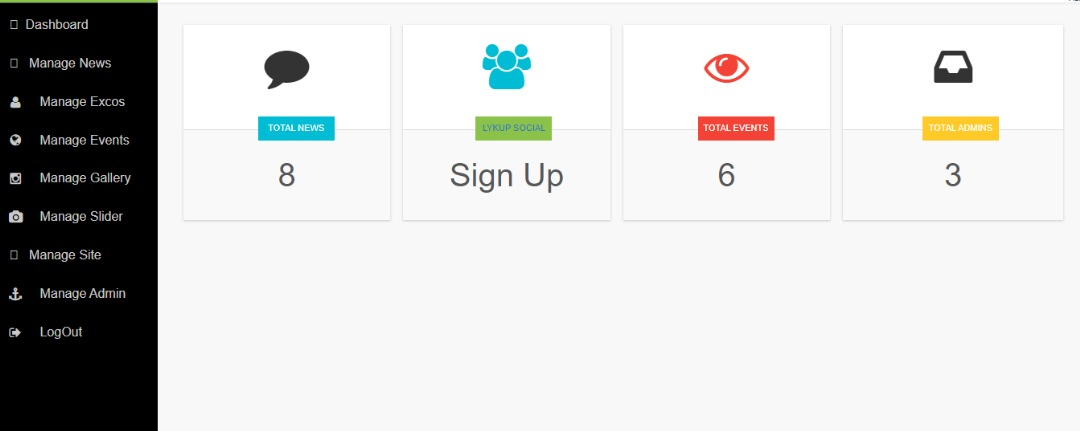 Dashboard
Manage News
Manage Excos
Manage Events
Manage Gallery
Manage Slider
Manage Site
Manage Admin
LogOut
TOTAL NEWS
8
LYKUP SOCIAL
Sign Up
TOTAL EVENTS
6
TOTAL ADMINS
3